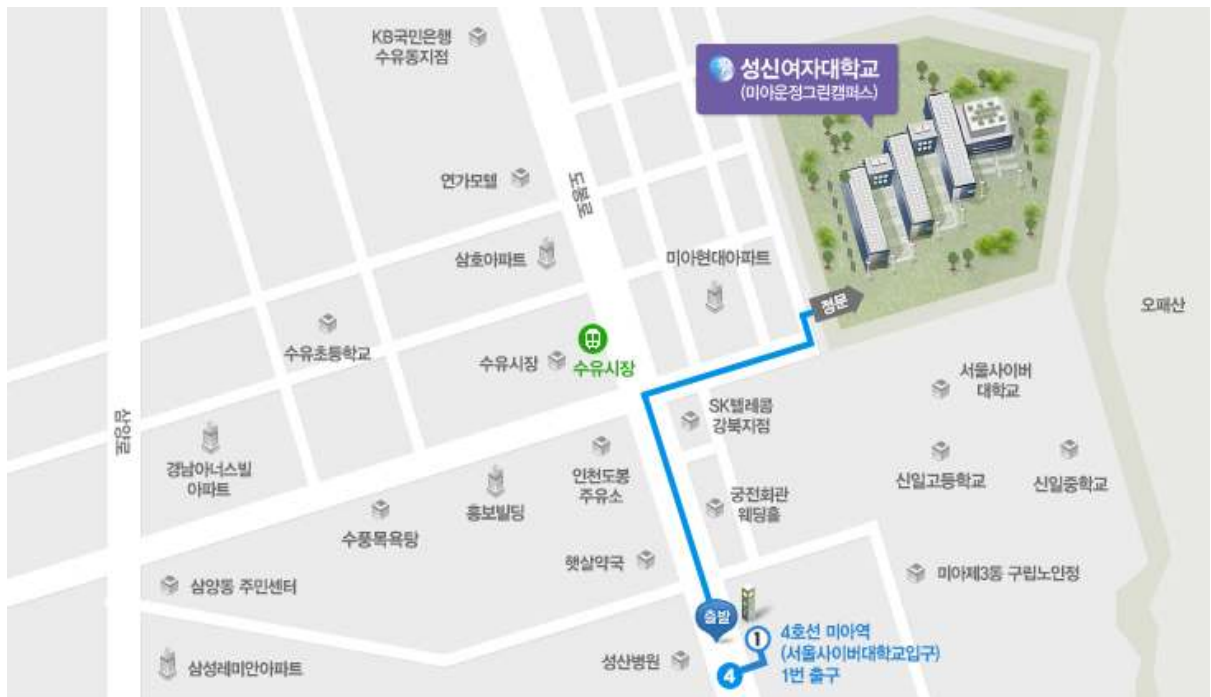 KB국민은행
수유동지점
성신여자대학교
(미아운정그린캠퍼스)
연가모텔
도봉로
삼호아파트
미아현대아파트
정문
오패산
수유초등학교
수유시장
수유시장
서울사이버
대학교
SK텔레콤
강북지점
삼양로
경남아너스빌
아파트
인천도봉
주유소
신일고등학교
신일중학교
홍보빌딩
궁전회관
웨딩홀
수풍목욕탕
햇살약국
미아제3동 구립노인정
삼양동 주민센터
출발
1
4호선 미아역
(서울사이버대학교입구)
1번 출구
4
성산병원
삼성레미안아파트